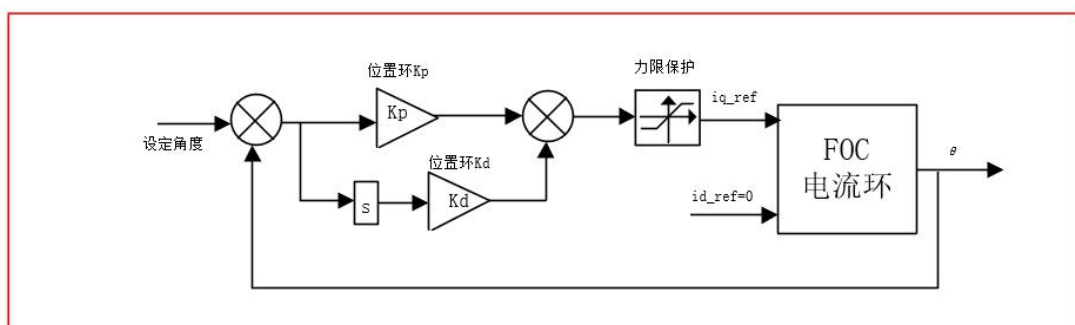 位置环Kp
力限保护
Kp
iq_ref
设定角度
位置环Kd
S
Kd
id_ref=0
FOC
电流环
θ